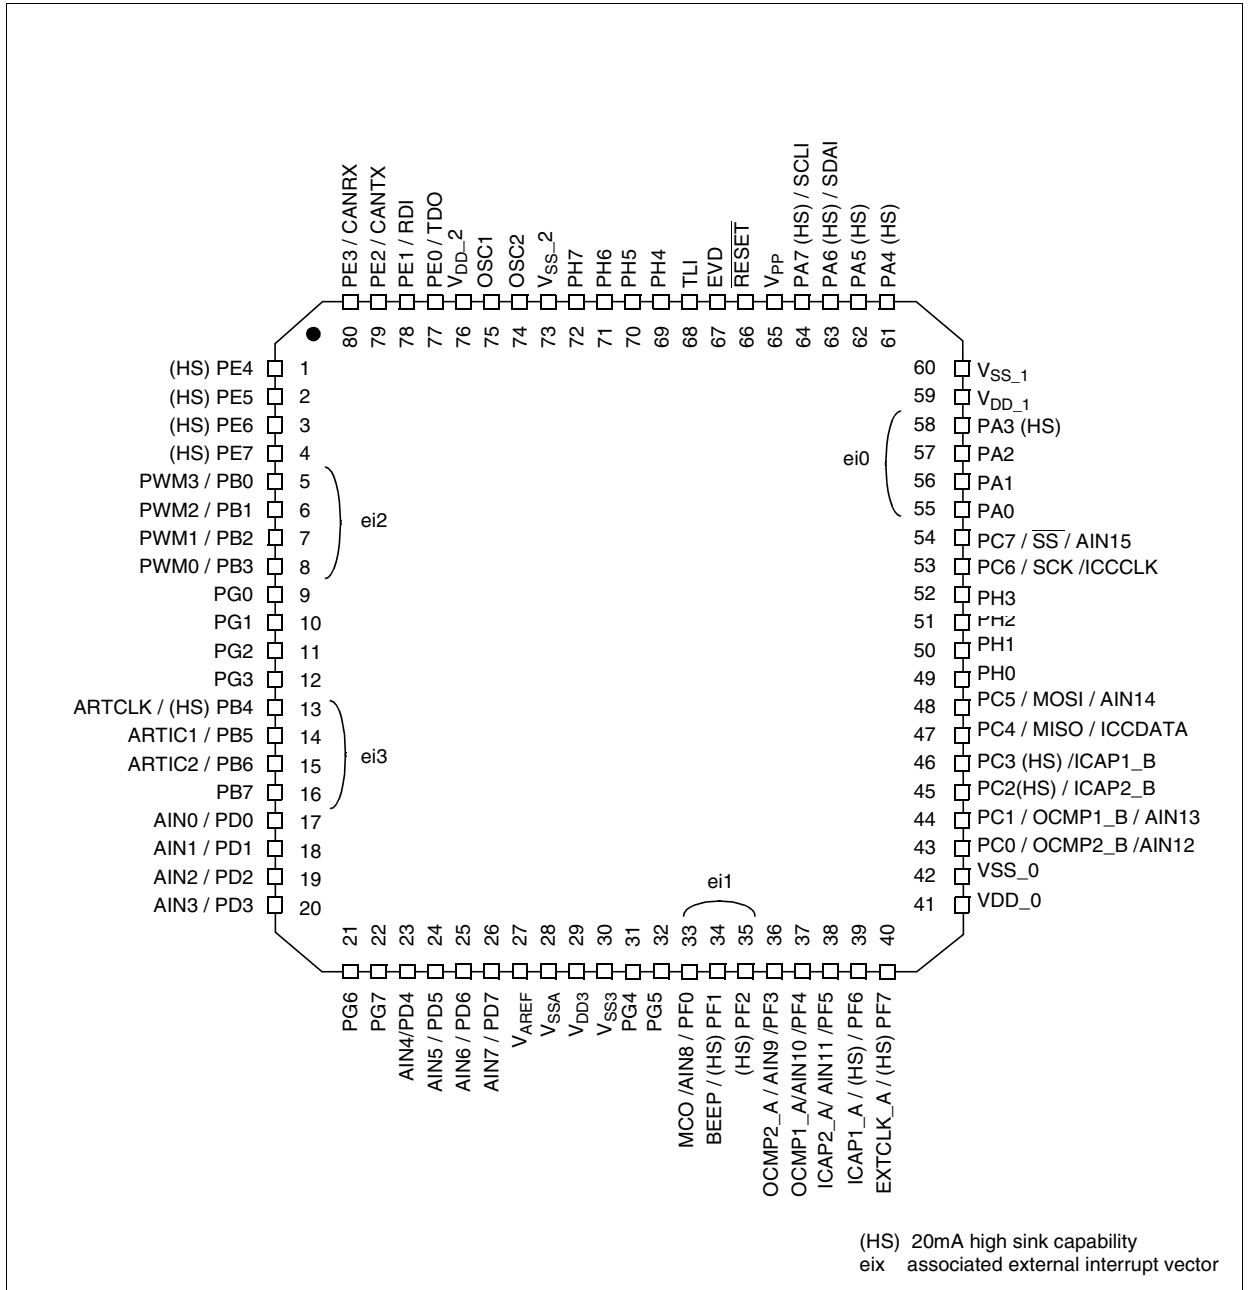 PE3 / CANRX
PE2 / CANTX
PE1 / RDI
PE0 / TDO
VDD_2
OSC1
OSC2
VSS_2
PH7
PH6
PH5
PH4
TLI
EVD
RESET
VPP
PA7 (HS) / SCLI
PA6 (HS) / SDAI
PA5 (HS)
PA4 (HS)
80 79 78 77 76 75 74 73 72 71 70 69 68 67 66 65 64 63 62 61
(HS) PE4 1
(HS) PE5 2
(HS) PE6 3
(HS) PE7 4
PWM3 / PB0 5
PWM2 / PB1 6
PWM1 / PB2 7
PWM0 / PB3 8
ei2
PG0 9
PG1 10
PG2 11
PG3 12
ARTCLK / (HS) PB4 13
ARTIC1 / PB5 14
ARTIC2 / PB6 15
PB7 16
ei3
AIN0 / PD0 17
AIN1 / PD1 18
AIN2 / PD2 19
AIN3 / PD3 20
60 VSS_1
59 VDD_1
58 PA3 (HS)
57 PA2
56 PA1
55 PA0
ei0
54 PC7 / SS / AIN15
53 PC6 / SCK /ICCCLK
52 PH3
51 PH2
50 PH1
49 PH0
48 PC5 / MOSI / AIN14
47 PC4 / MISO / ICCDATA
46 PC3 (HS) /ICAP1_B
45 PC2(HS) / ICAP2_B
44 PC1 / OCMP1_B / AIN13
43 PC0 / OCMP2_B /AIN12
42 VSS_0
41 VDD_0
ei1
21 22 23 24 25 26 27 28 29 30 31 32 33 34 35 36 37 38 39 40
PG6
PG7
AIN4/PD4
AIN5 / PD5
AIN6 / PD6
AIN7 / PD7
VAREF
VSSA
VDD3
VSS3
PG4
PG5
MCO /AIN8 / PF0
BEEP / (HS) PF1
(HS) PF2
OCMP2_A / AIN9 /PF3
OCMP1_A/AIN10 /PF4
ICAP2_A/ AIN11 /PF5
ICAP1_A / (HS) / PF6
EXTCLK_A / (HS) PF7
(HS) 20mA high sink capability
eix associated external interrupt vector